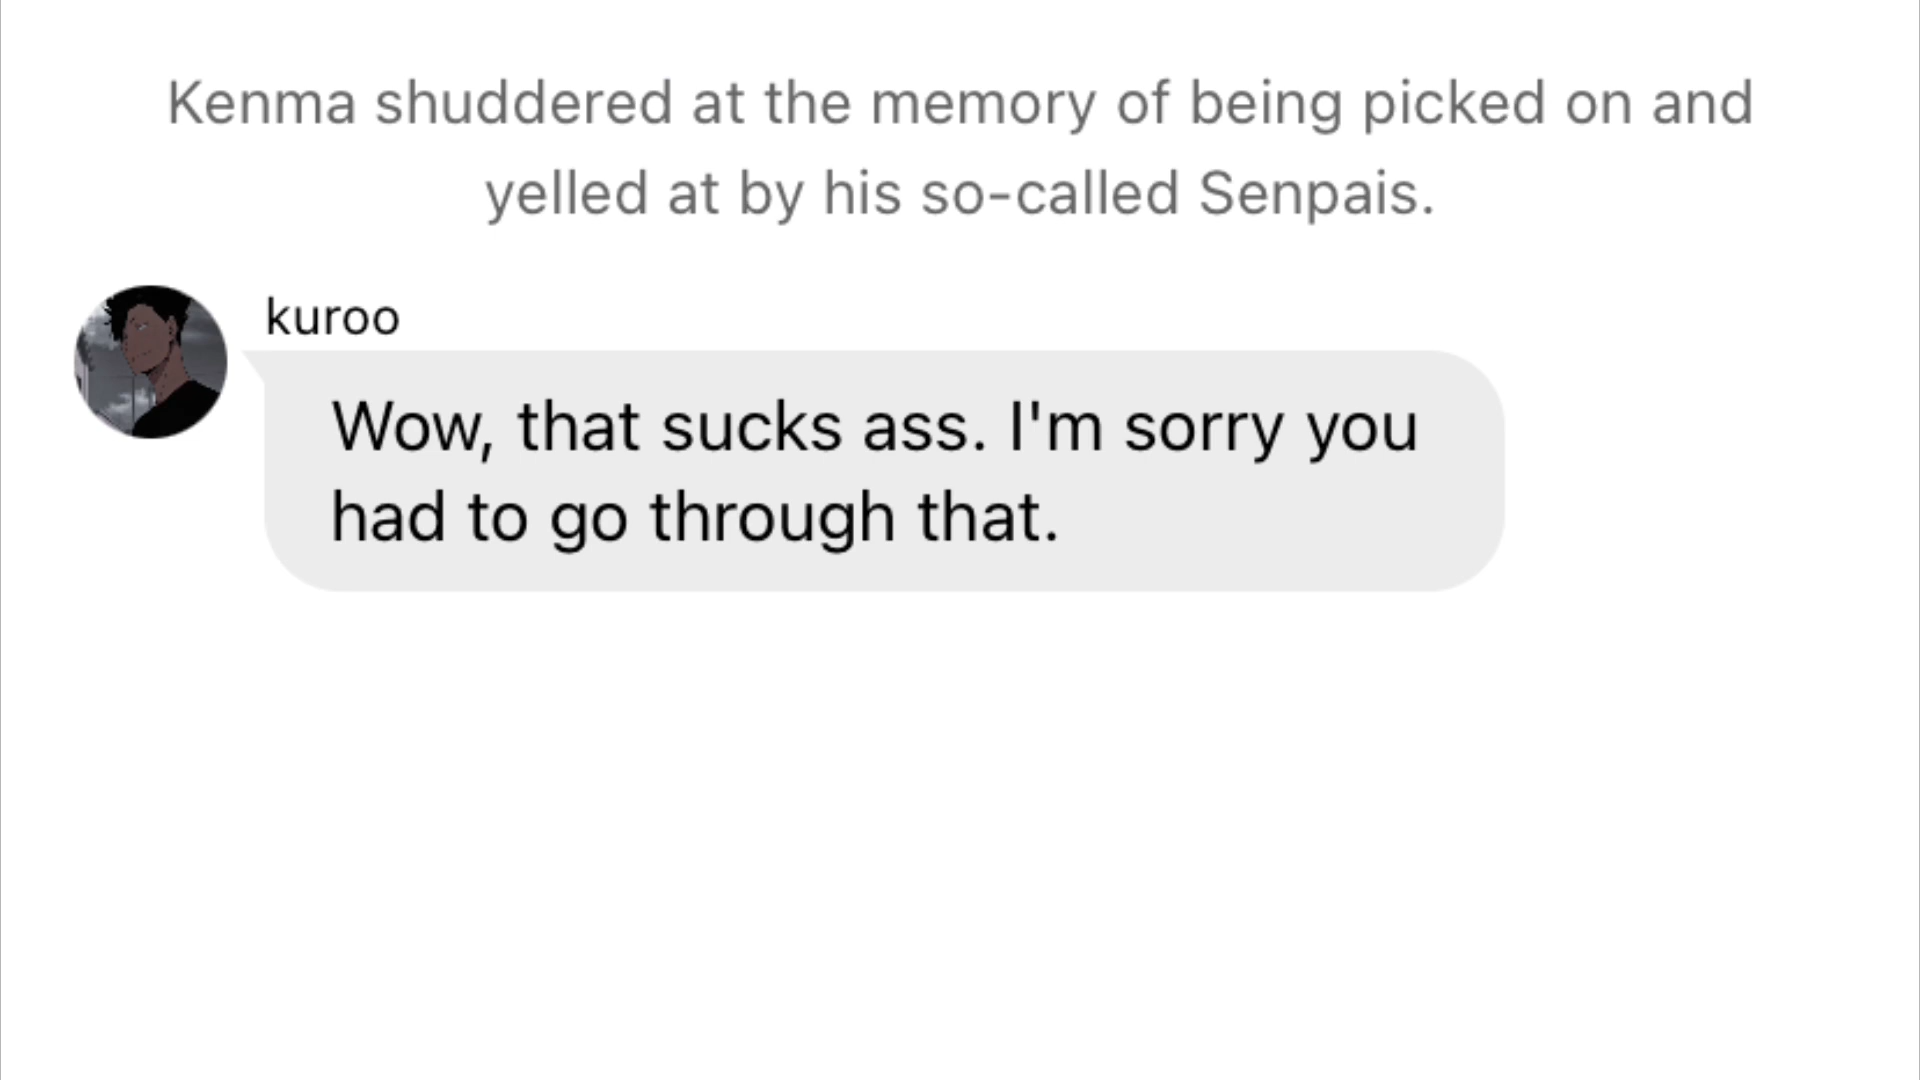 Kenma shuddered at the memory of being picked on and
yelled at by his so-called Senpais.
kuroo
Wow, that sucks ass. I'm sorry you
had to go through that.